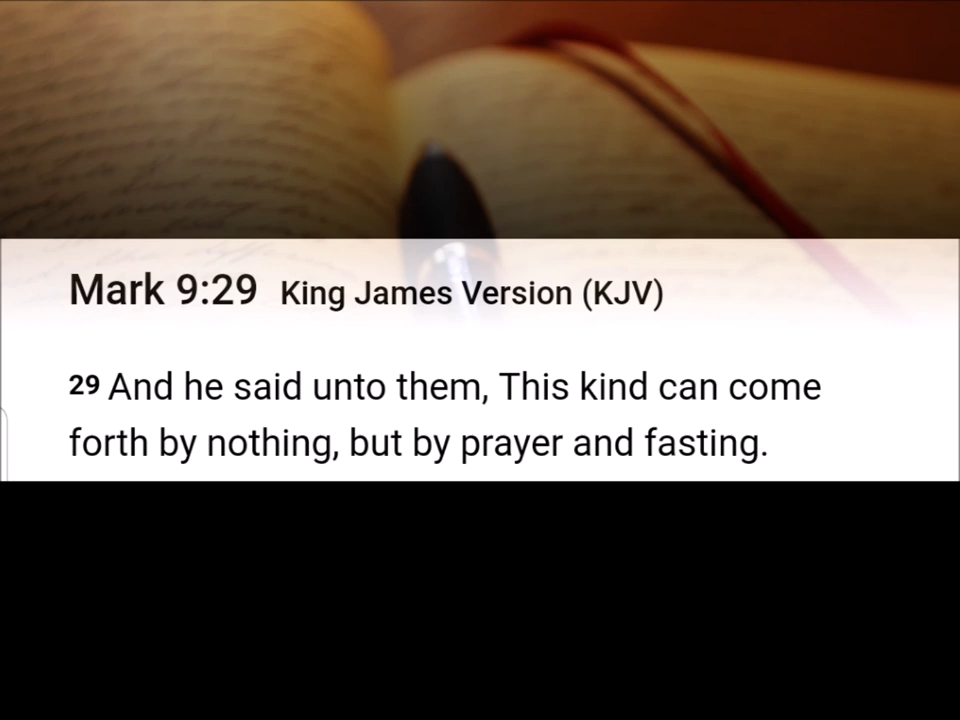 Mark 9:29 King James Version (KJV)
29 And he said unto them, This kind can come
forth by nothing, but by prayer and fasting.